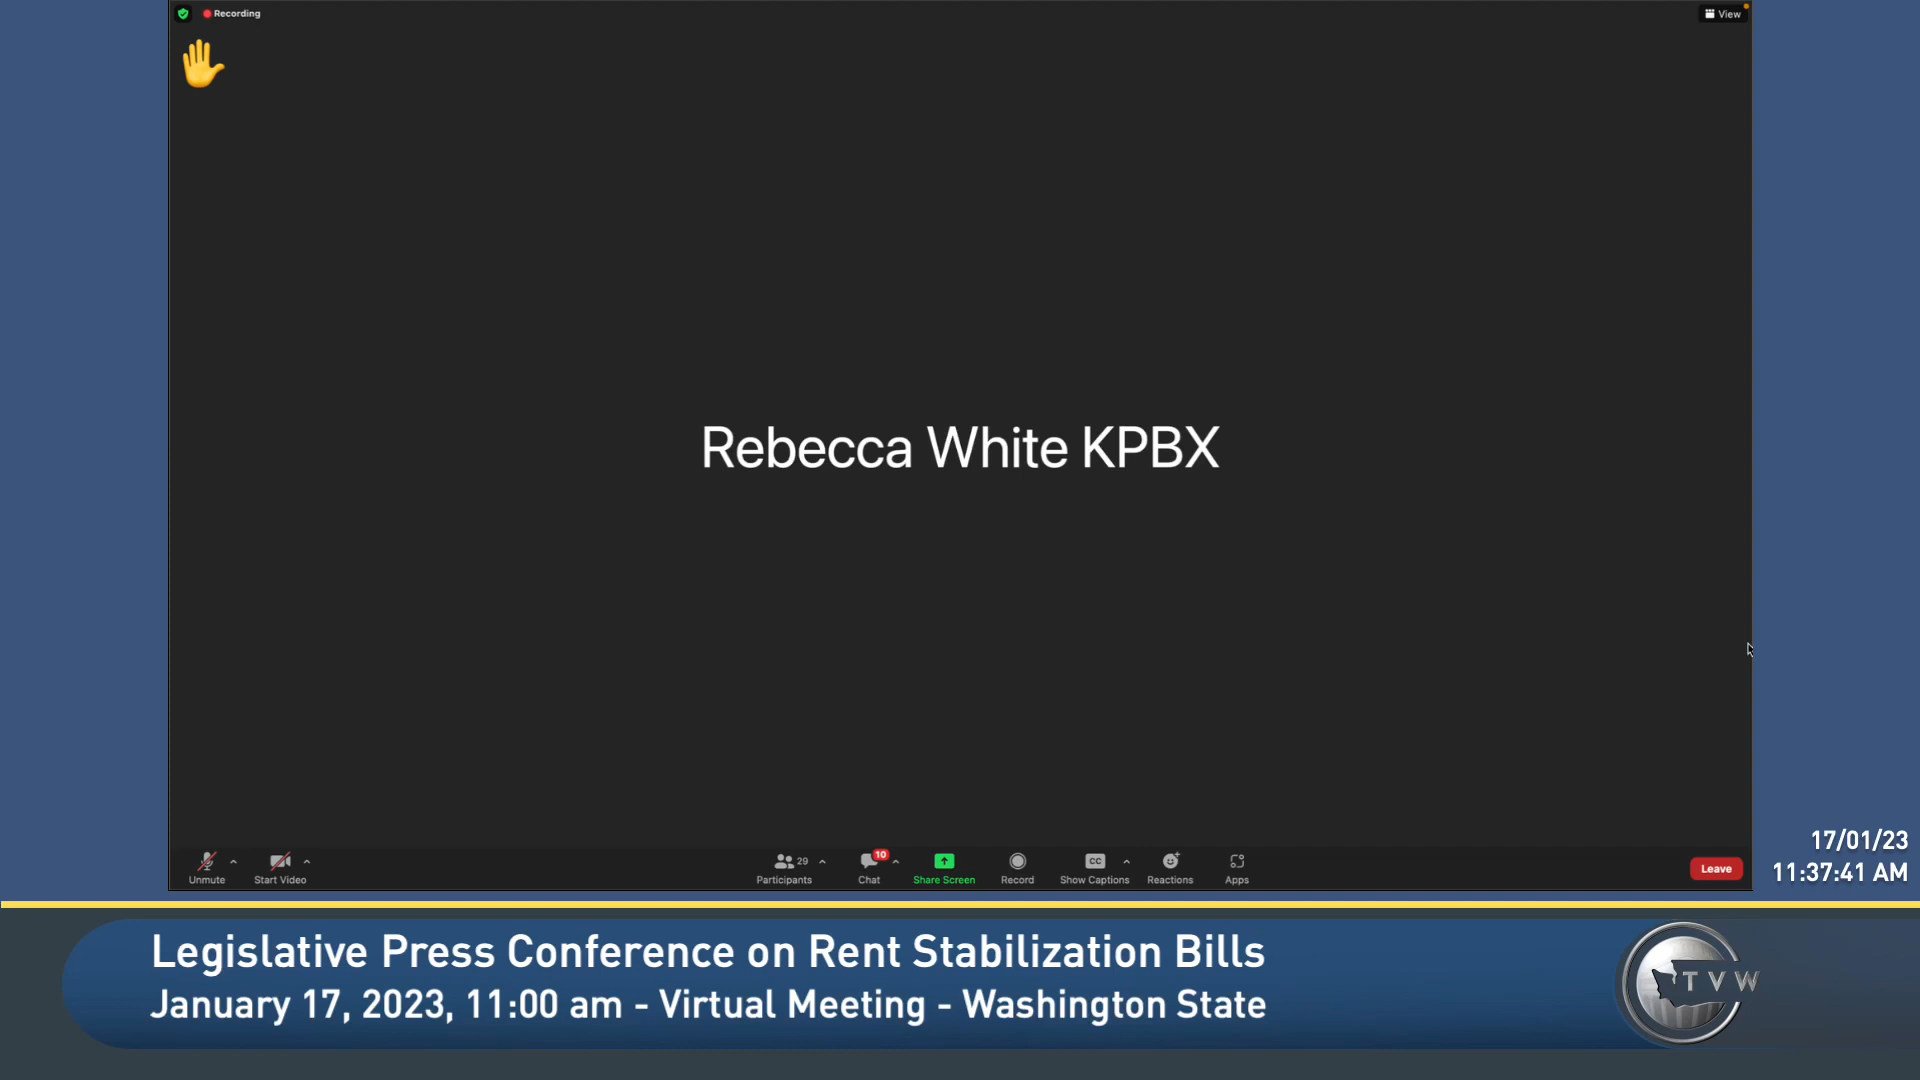 Recording
View
Rebecca White KPBX
Unmute
Start Video
29
Participants
10
Chat
Share Screen
Record
CC
Show Captions
Reactions
Apps
Leave
17/01/23
11:37:41 AM
Legislative Press Conference on Rent Stabilization Bills
January 17, 2023, 11:00 am - Virtual Meeting - Washington State
TVW